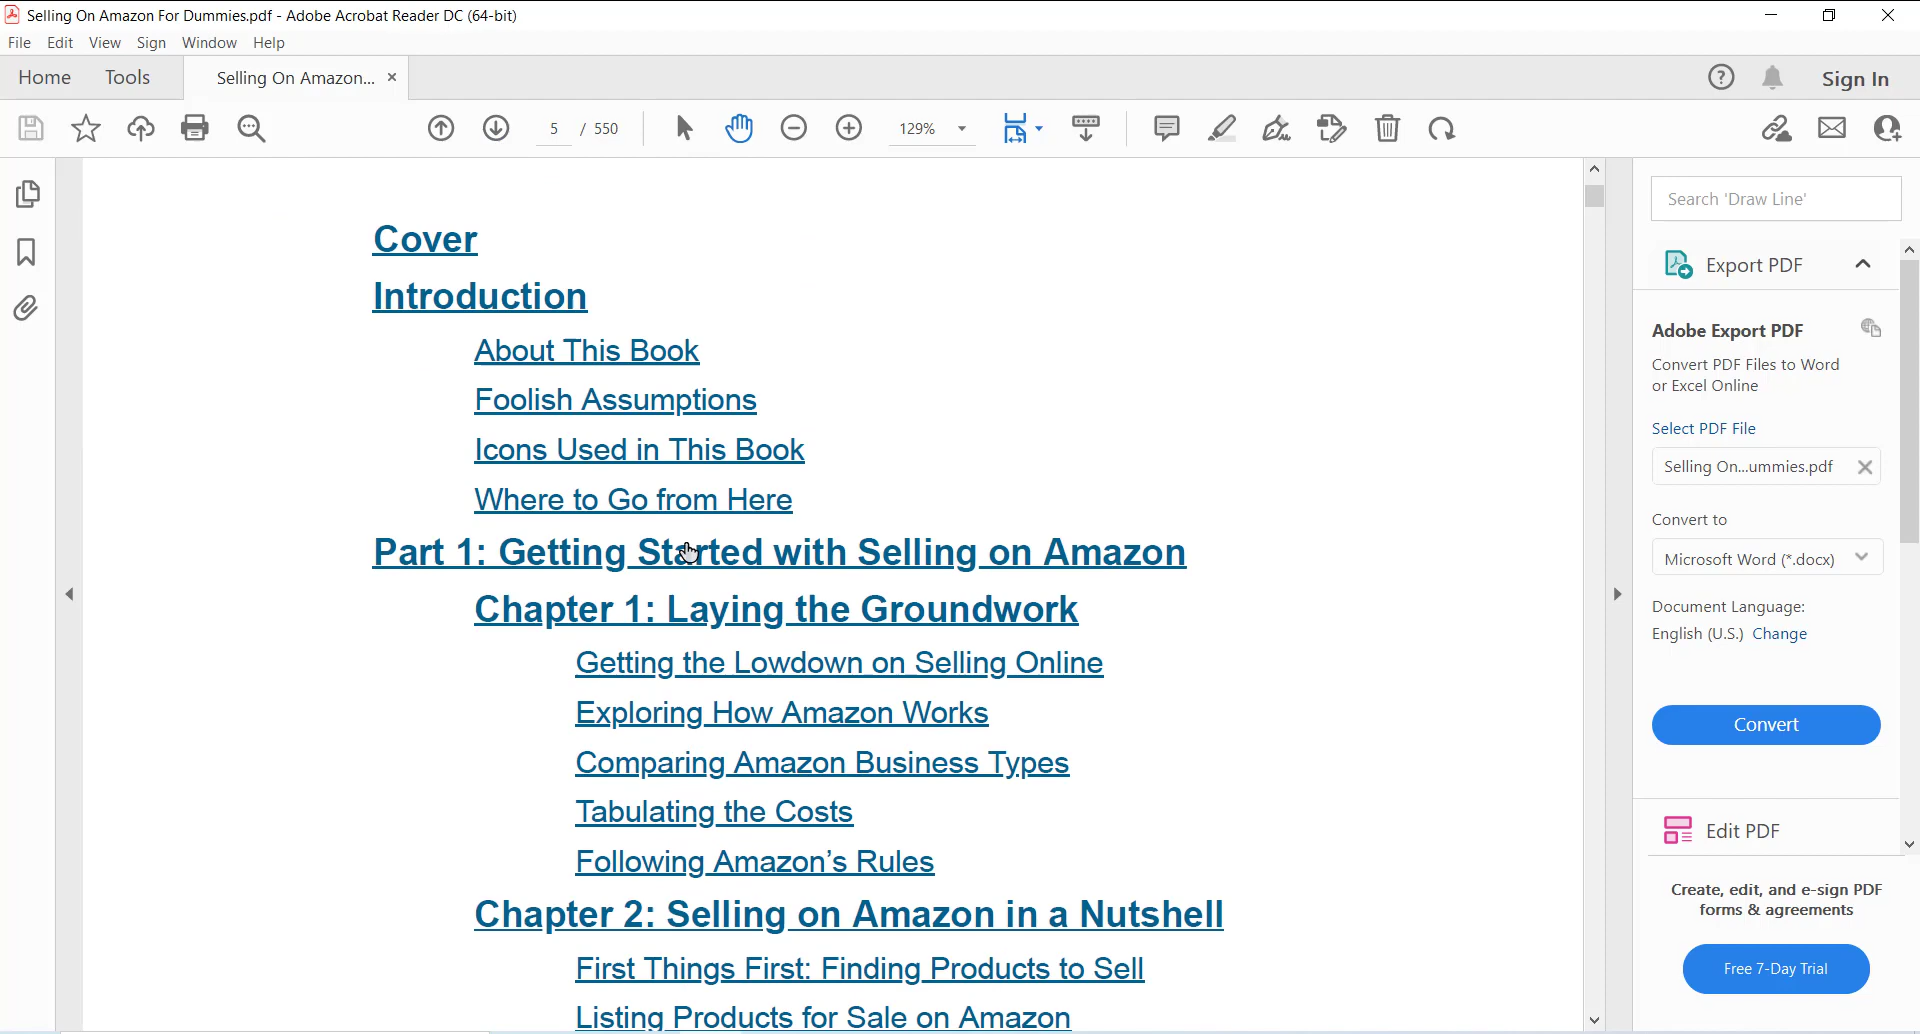 Selling On Amazon For Dummies.pdf - Adobe Acrobat Reader DC (64-bit)
File Edit View Sign Window Help
Home Tools Selling On Amazon... × Sign In
5 / 550 129%
Cover
Introduction
About This Book
Foolish Assumptions
Icons Used in This Book
Where to Go from Here
Part 1: Getting Started with Selling on Amazon
Chapter 1: Laying the Groundwork
Getting the Lowdown on Selling Online
Exploring How Amazon Works
Comparing Amazon Business Types
Tabulating the Costs
Following Amazon’s Rules
Chapter 2: Selling on Amazon in a Nutshell
First Things First: Finding Products to Sell
Listing Products for Sale on Amazon
Search 'Draw Line'
Export PDF
Adobe Export PDF
Convert PDF Files to Word
or Excel Online
Select PDF File
Selling On...ummies.pdf
Convert to
Microsoft Word (*.docx)
Document Language:
English (U.S.) Change
Convert
Edit PDF
Create, edit, and e-sign PDF
forms & agreements
Free 7-Day Trial